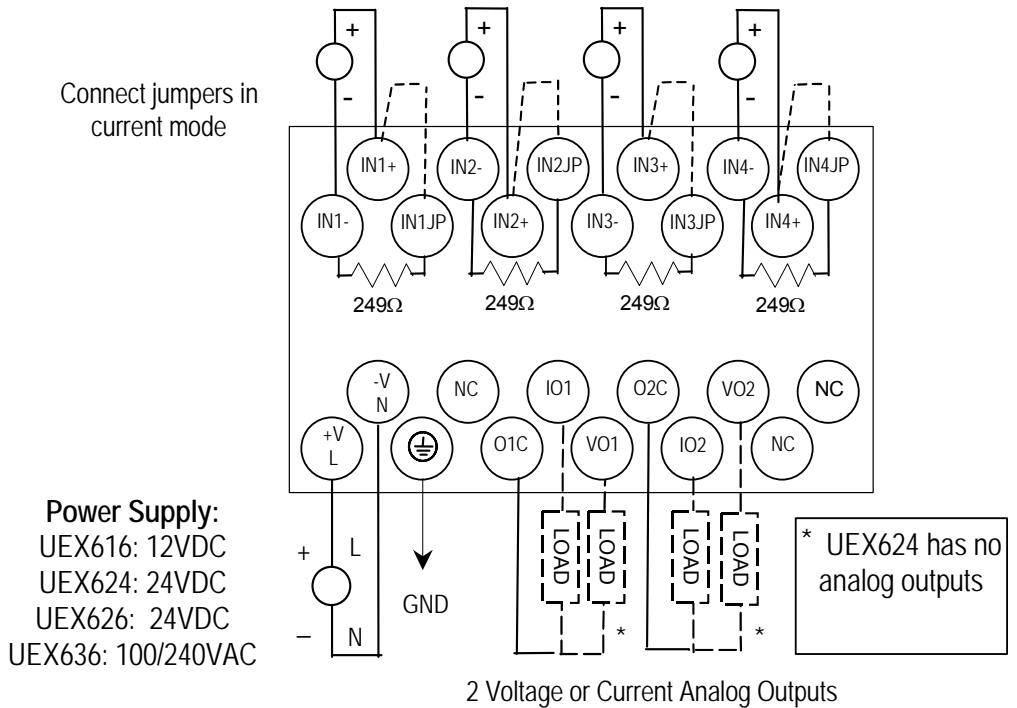 + + + +
Connect jumpers in
current mode
- - - -
IN1+ IN2- IN2JP IN3+ IN4- IN4JP
IN1- IN1JP IN2+ IN3- IN3JP IN4+
249Ω 249Ω 249Ω 249Ω
-V
N
NC IO1 O2C VO2 NC
+V
L
O1C VO1 IO2 NC
Power Supply:
UEX616: 12VDC
UEX624: 24VDC
UEX626: 24VDC
UEX636: 100/240VAC
+ L
– N
GND
LOAD LOAD LOAD LOAD
* *
* UEX624 has no
analog outputs
2 Voltage or Current Analog Outputs